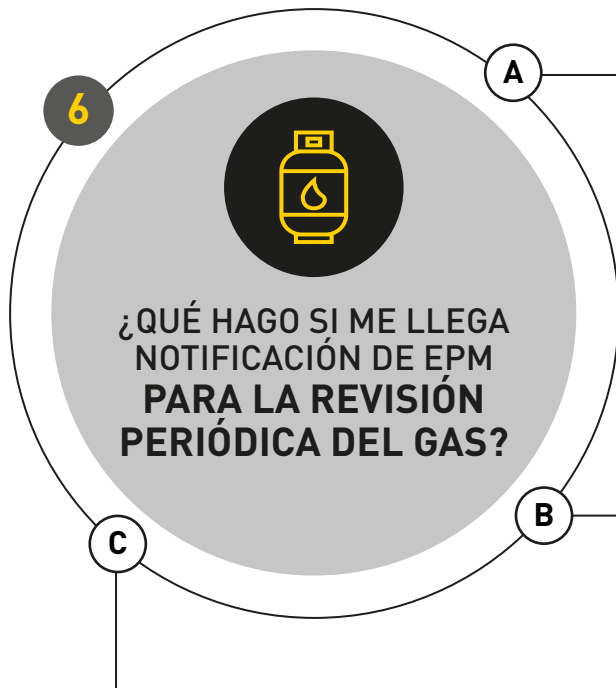 6
A
¿QUÉ HAGO SI ME LLEGA
NOTIFICACIÓN DE EPM
PARA LA REVISIÓN
PERIÓDICA DEL GAS?
B
C